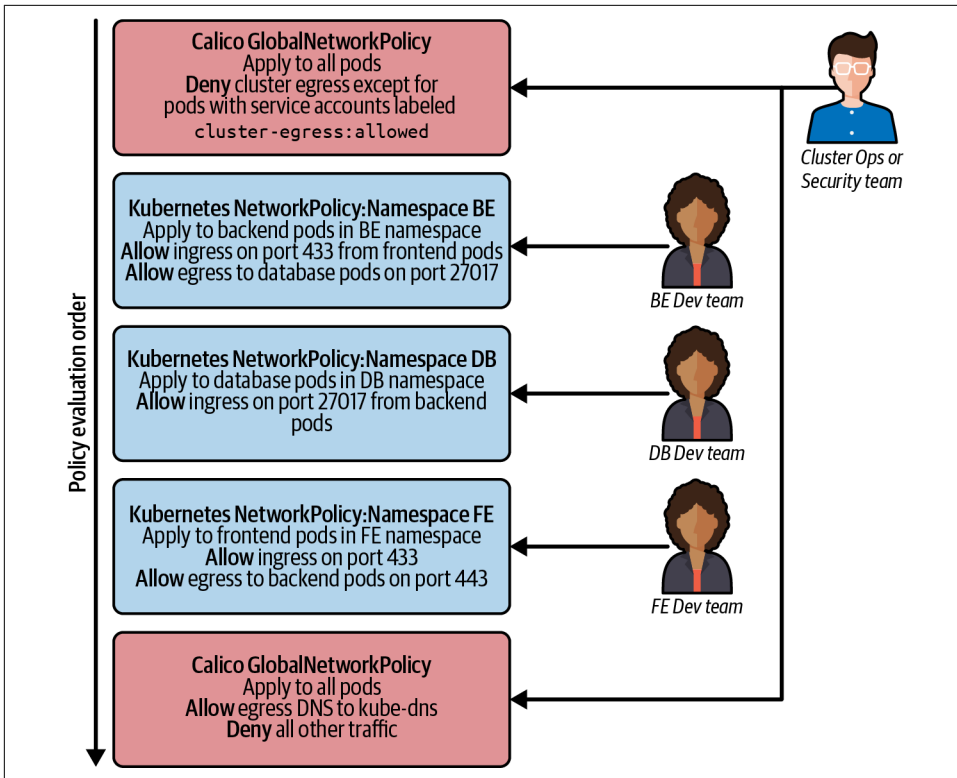 Calico GlobalNetworkPolicy
Apply to all pods
Deny cluster egress except for
pods with service accounts labeled
cluster-egress:allowed
Cluster Ops or
Security team
Kubernetes NetworkPolicy:Namespace BE
Apply to backend pods in BE namespace
Allow ingress on port 433 from frontend pods
Allow egress to database pods on port 27017
BE Dev team
Kubernetes NetworkPolicy:Namespace DB
Apply to database pods in DB namespace
Allow ingress on port 27017 from backend
pods
DB Dev team
Kubernetes NetworkPolicy:Namespace FE
Apply to frontend pods in FE namespace
Allow ingress on port 433
Allow egress to backend pods on port 443
FE Dev team
Calico GlobalNetworkPolicy
Apply to all pods
Allow egress DNS to kube-dns
Deny all other traffic
Policy evaluation order